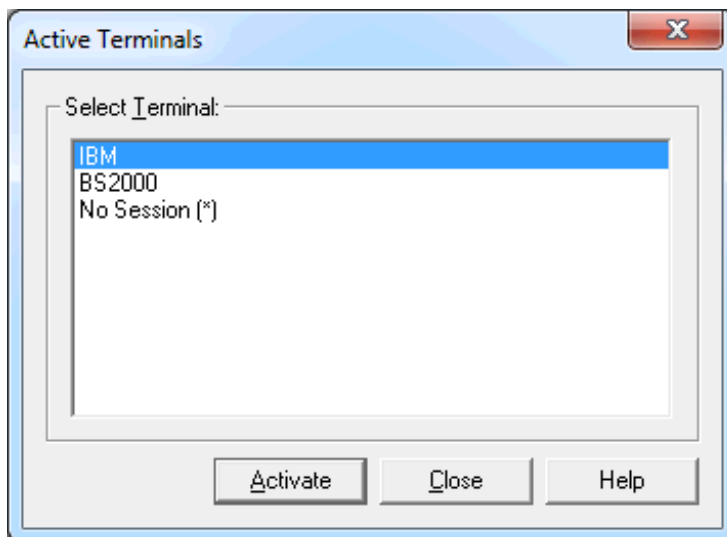 Active Terminals
Select Terminal:
IBM
BS2000
No Session (*)
Activate Close Help